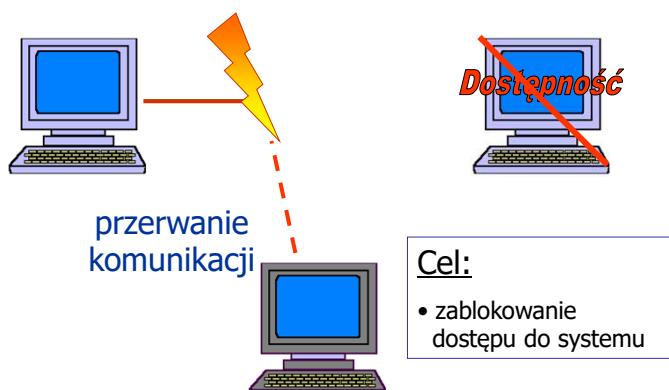 Dostępność
przerwanie
komunikacji
Cel:
• zablokowanie
dostępu do systemu